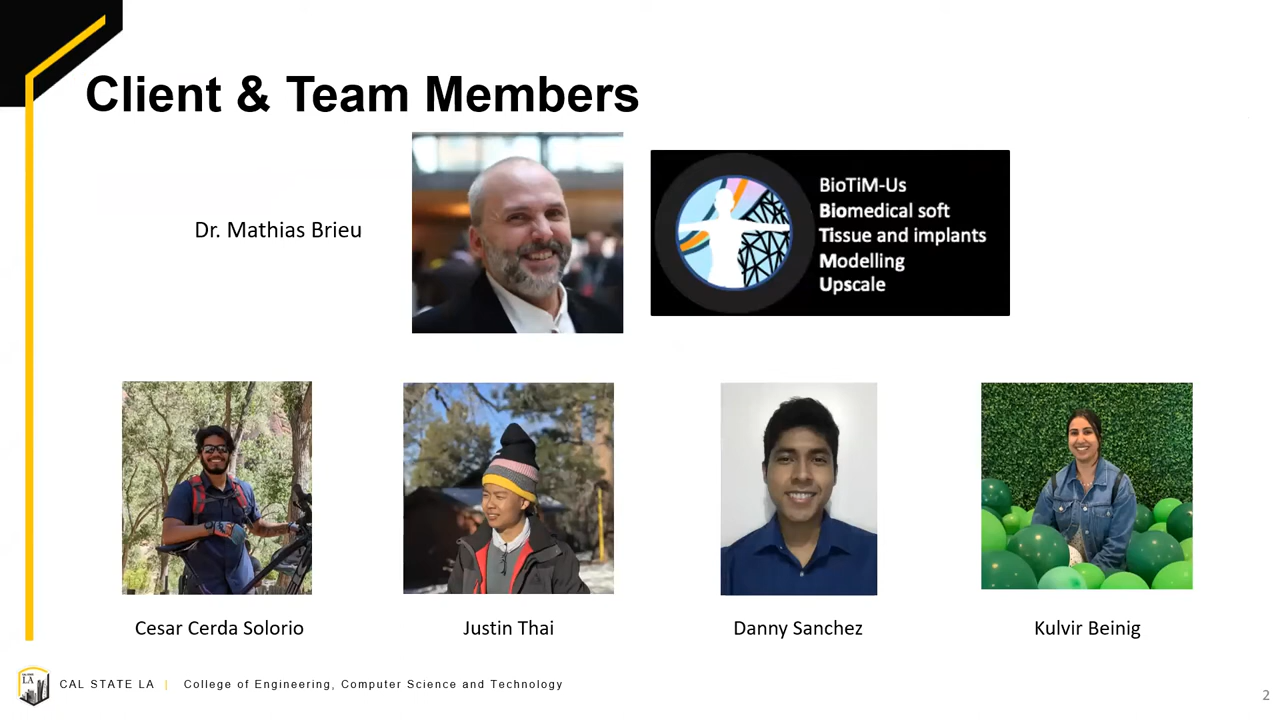 Client & Team Members
Dr. Mathias Brieu
BioTiM-Us
Biomedical soft
Tissue and implants
Modelling
Upscale
Cesar Cerda Solorio
Justin Thai
Danny Sanchez
Kulvir Beinig
LA
CAL STATE LA | College of Engineering, Computer Science and Technology
2